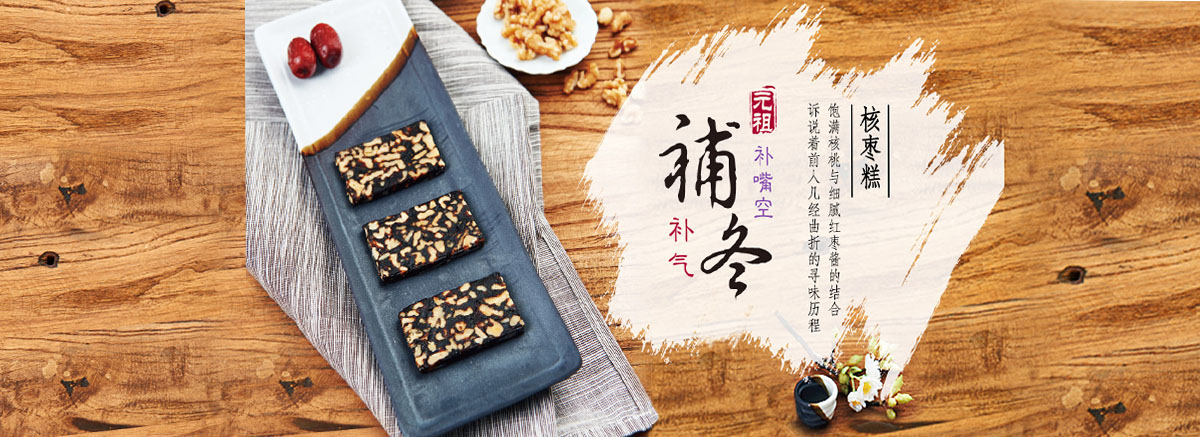 核枣糕
饱满核桃与细腻红枣酱的结合
诉说着前人几经曲折的寻味历程
元祖
補冬
补嘴空
补气